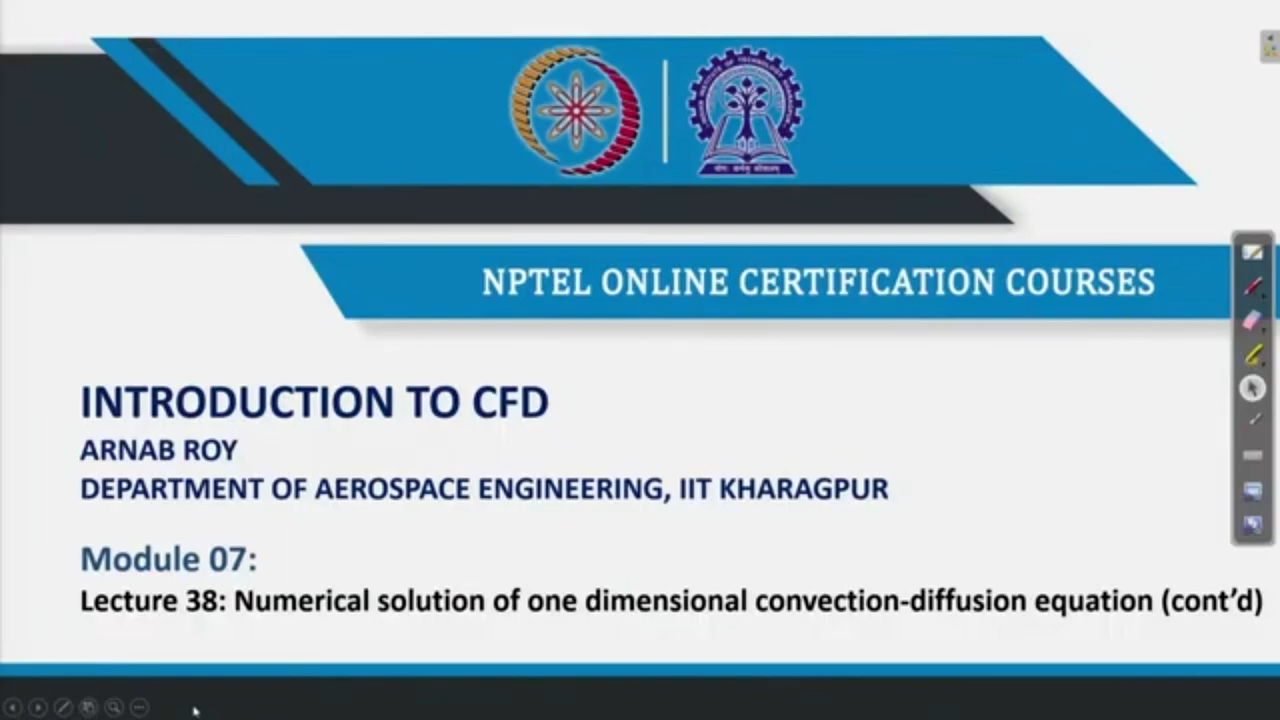 NPTEL ONLINE CERTIFICATION COURSES
INTRODUCTION TO CFD
ARNAB ROY
DEPARTMENT OF AEROSPACE ENGINEERING, IIT KHARAGPUR
Module 07:
Lecture 38: Numerical solution of one dimensional convection-diffusion equation (cont’d)